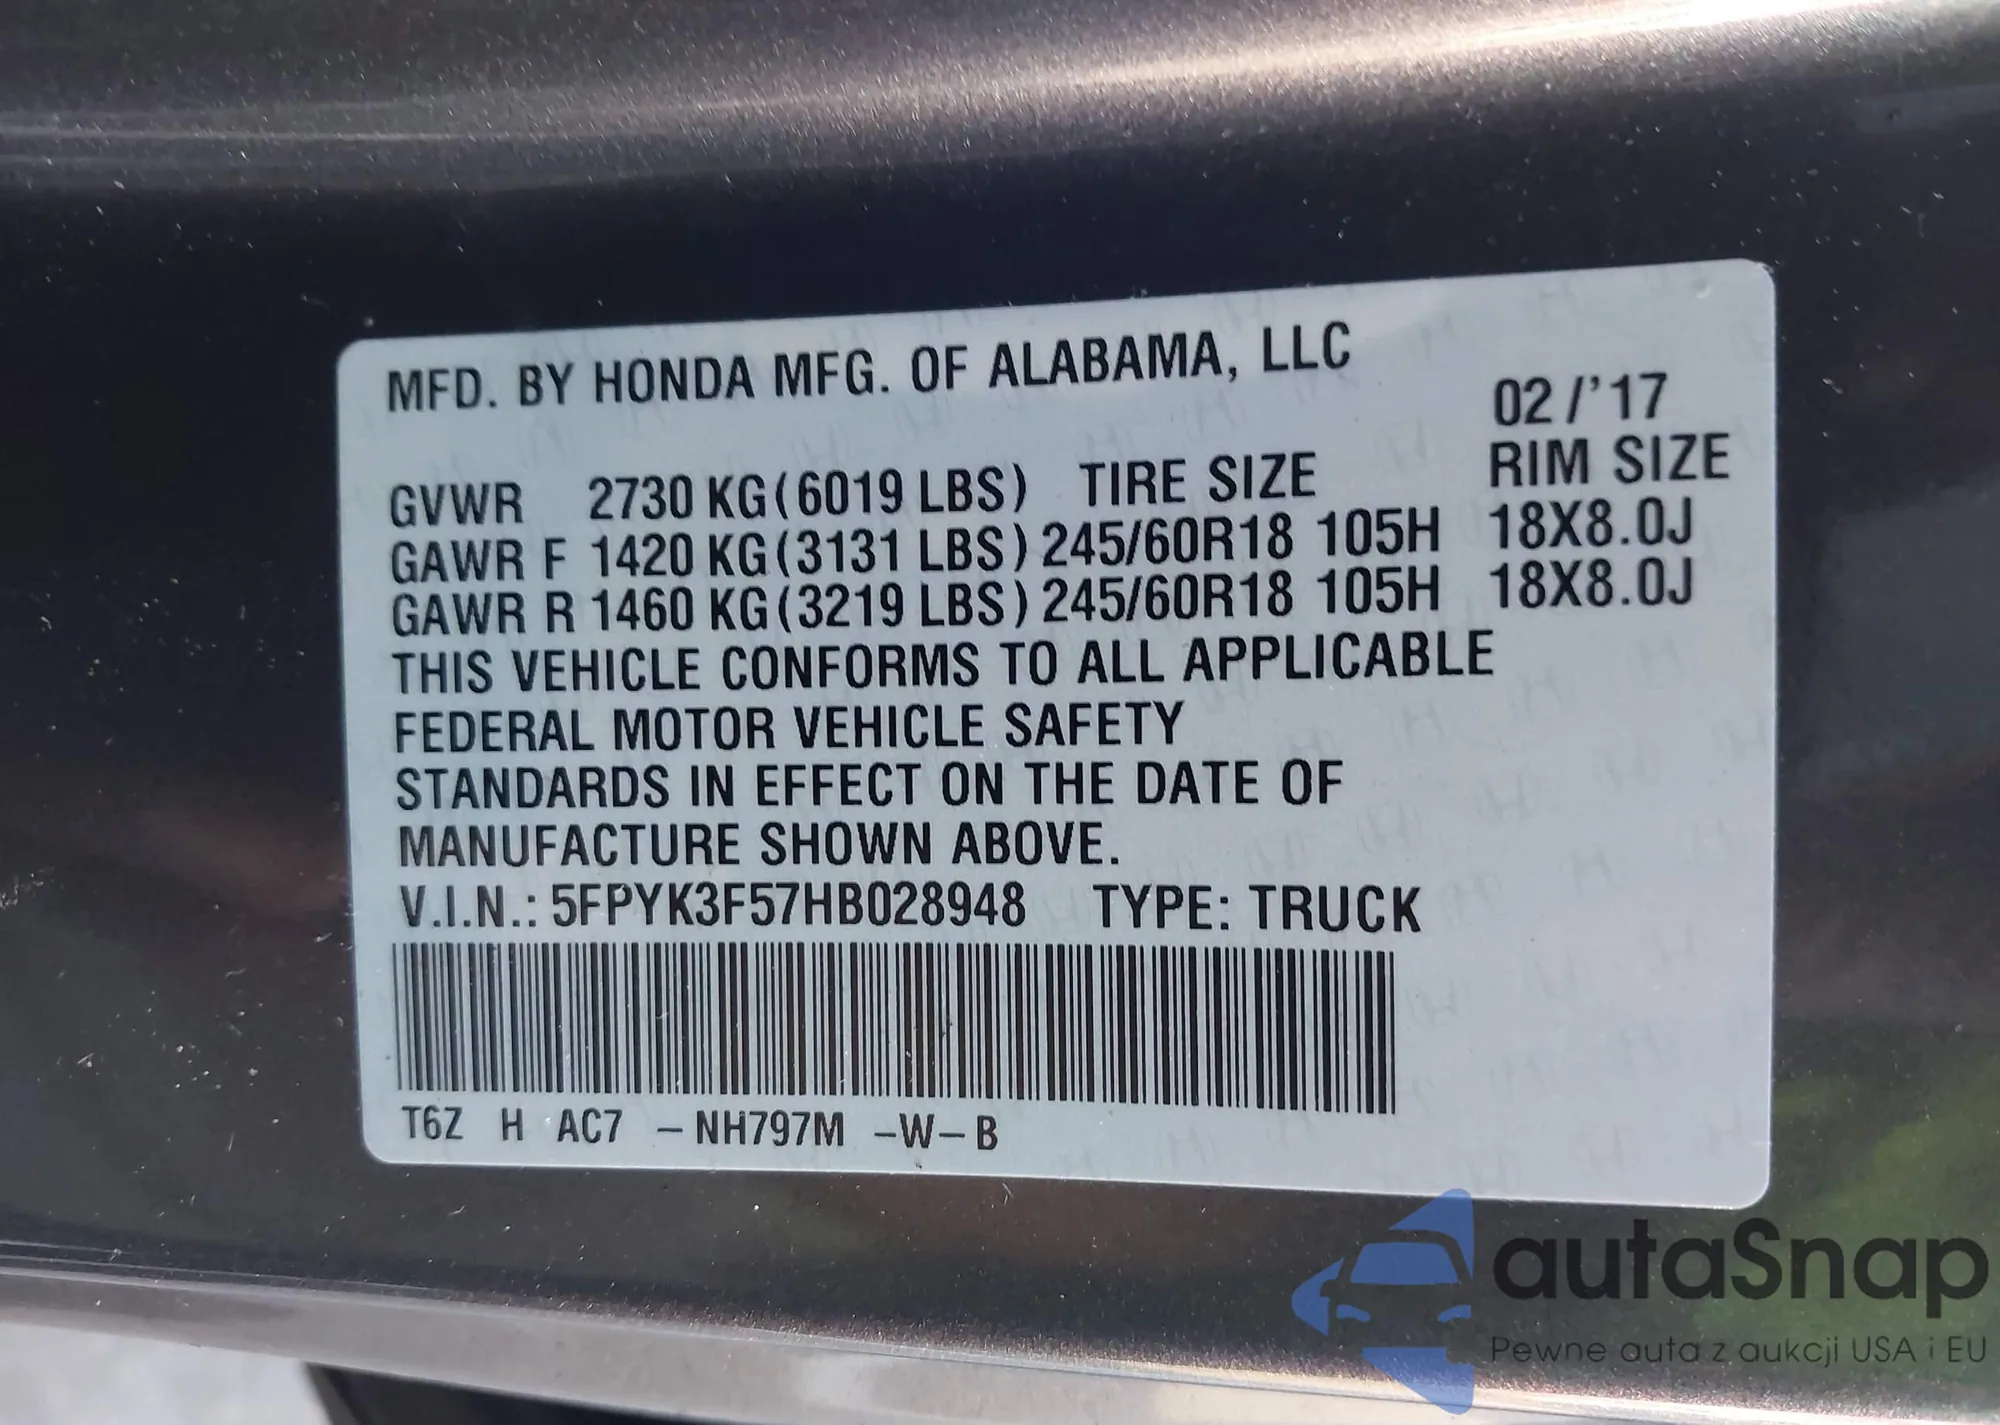 MFD. BY HONDA MFG. OF ALABAMA, LLC
02/'17
GVWR 2730 KG(6019 LBS) TIRE SIZE RIM SIZE
GAWR F 1420 KG(3131 LBS) 245/60R18 105H 18X8.0J
GAWR R 1460 KG(3219 LBS) 245/60R18 105H 18X8.0J
THIS VEHICLE CONFORMS TO ALL APPLICABLE
FEDERAL MOTOR VEHICLE SAFETY
STANDARDS IN EFFECT ON THE DATE OF
MANUFACTURE SHOWN ABOVE.
V.I.N.: 5FPYK3F57HB028948 TYPE: TRUCK
T6Z H AC7 -NH797M -W-B
autaSnap
Pewne auta z aukcji USA i EU